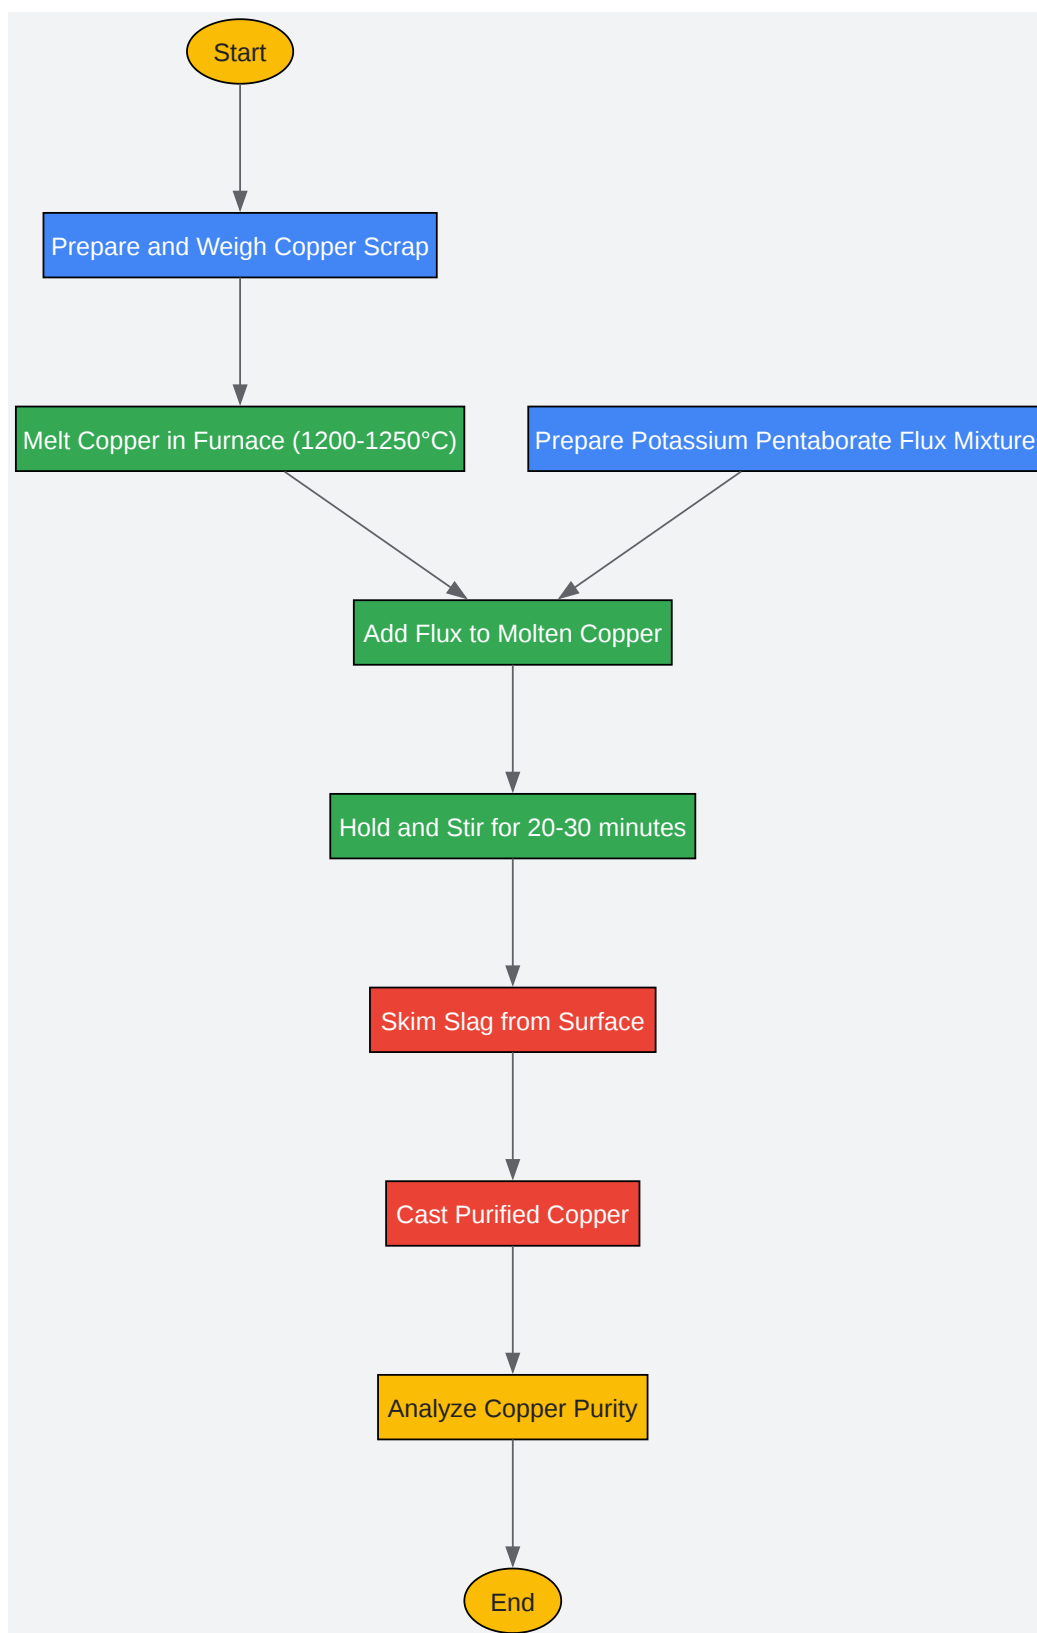 Start
Prepare and Weigh Copper Scrap
Melt Copper in Furnace (1200-1250°C)
Prepare Potassium Pentaborate Flux Mixture
Add Flux to Molten Copper
Hold and Stir for 20-30 minutes
Skim Slag from Surface
Cast Purified Copper
Analyze Copper Purity
End